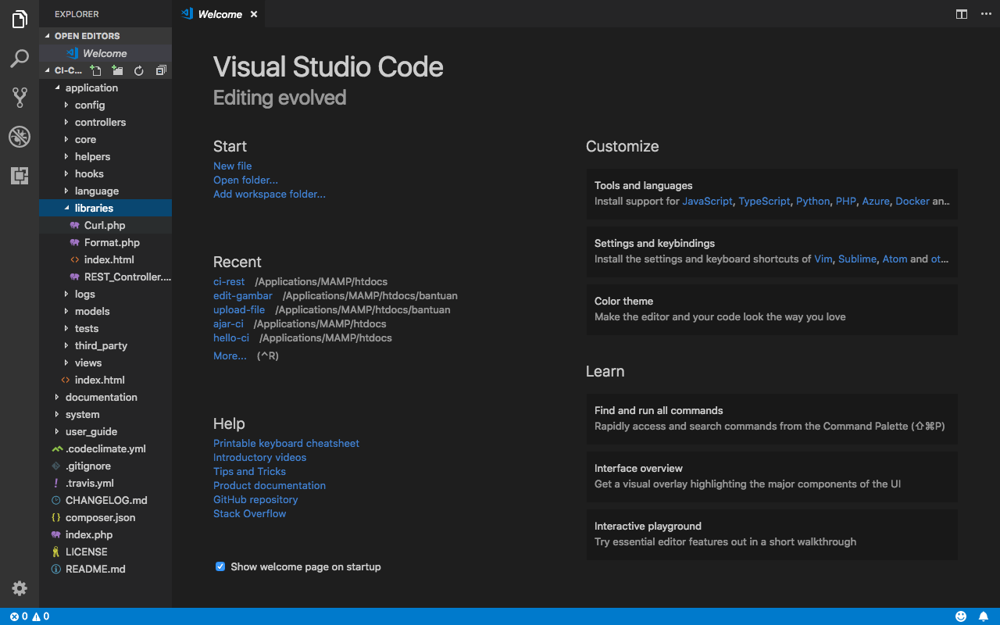 EXPLORER
OPEN EDITORS
Welcome
CI-C...
application
config
controllers
core
helpers
hooks
language
libraries
Curl.php
Format.php
index.html
REST_Controller....
logs
models
tests
third_party
views
index.html
documentation
system
user_guide
.codeclimate.yml
.gitignore
.travis.yml
CHANGELOG.md
composer.json
index.php
LICENSE
README.md
Welcome
Visual Studio Code
Editing evolved
Start
New file
Open folder...
Add workspace folder...
Recent
ci-rest /Applications/MAMP/htdocs
edit-gambar /Applications/MAMP/htdocs/bantuan
upload-file /Applications/MAMP/htdocs/bantuan
ajar-ci /Applications/MAMP/htdocs
hello-ci /Applications/MAMP/htdocs
More... (^R)
Help
Printable keyboard cheatsheet
Introductory videos
Tips and Tricks
Product documentation
GitHub repository
Stack Overflow
Show welcome page on startup
Customize
Tools and languages
Install support for JavaScript, TypeScript, Python, PHP, Azure, Docker an...
Settings and keybindings
Install the settings and keyboard shortcuts of Vim, Sublime, Atom and ot...
Color theme
Make the editor and your code look the way you love
Learn
Find and run all commands
Rapidly access and search commands from the Command Palette (⇧⌘P)
Interface overview
Get a visual overlay highlighting the major components of the UI
Interactive playground
Try essential editor features out in a short walkthrough
0 0